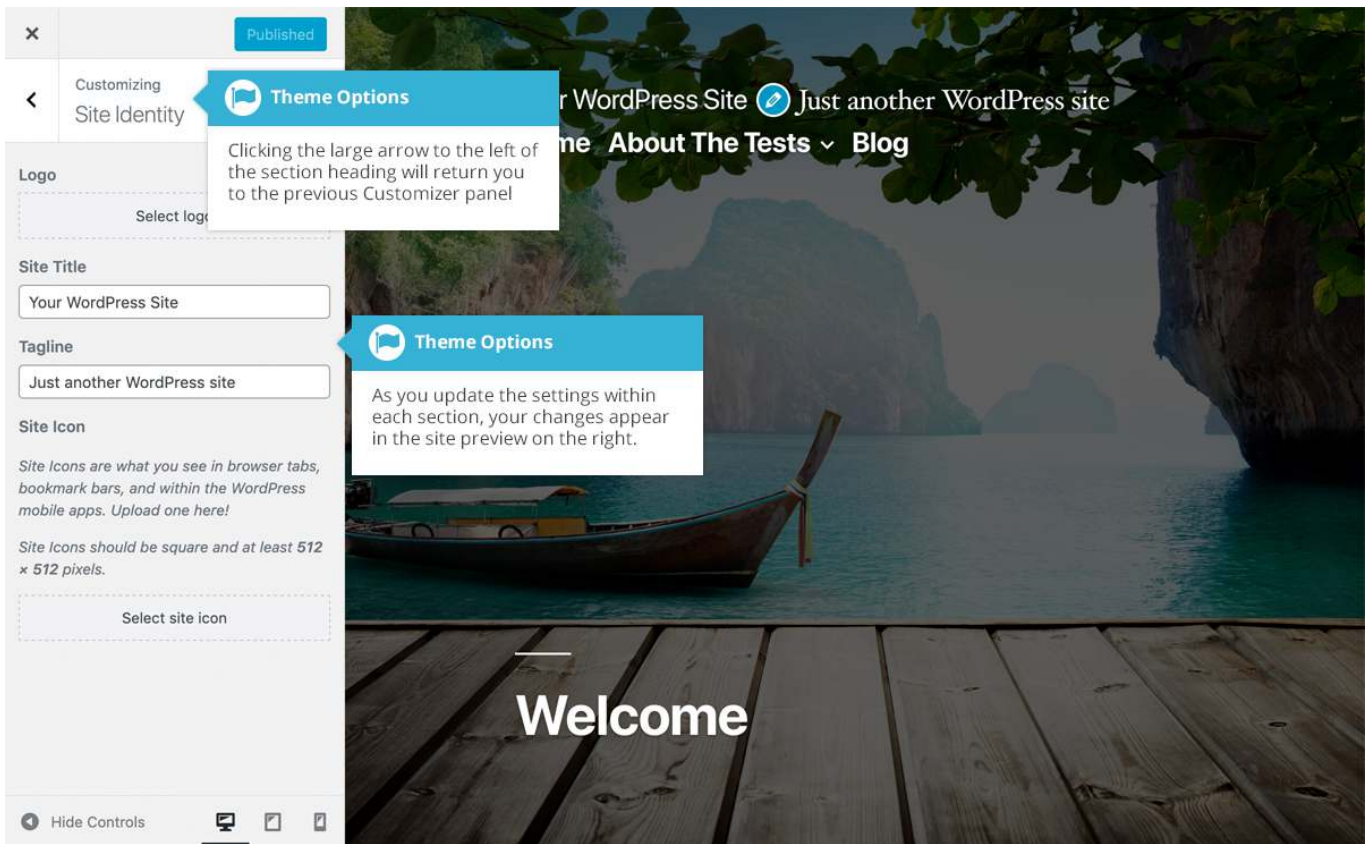 Published
Customizing
Site Identity
Theme Options
Clicking the large arrow to the left of
the section heading will return you
to the previous Customizer panel
Logo
Select
Site Title
Your WordPress Site
Tagline
Just another WordPress site
Site Icon
Site Icons are what you see in browser tabs,
bookmark bars, and within the WordPress
mobile apps. Upload one here!
Site Icons should be square and at least 512
× 512 pixels.
Select site icon
Hide Controls
WordPress Site Just another WordPress site
About The Tests Blog
Theme Options
As you update the settings within
each section, your changes appear
in the site preview on the right.
Welcome